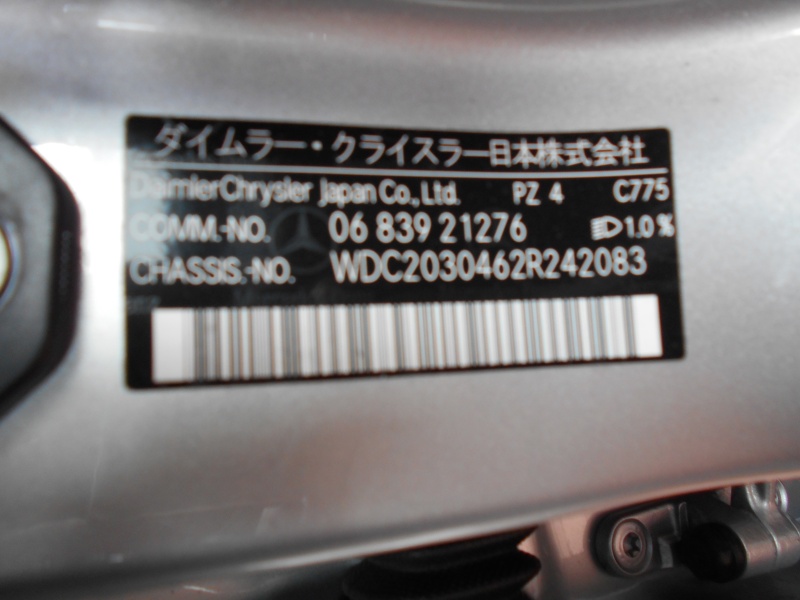 ダイムラー・クライスラー日本株式会社
DaimlerChrysler Japan Co., Ltd. PZ 4 C775
COMM.-NO. 06 839 21276 1.0%
CHASSIS.-NO. WDC2030462R242083